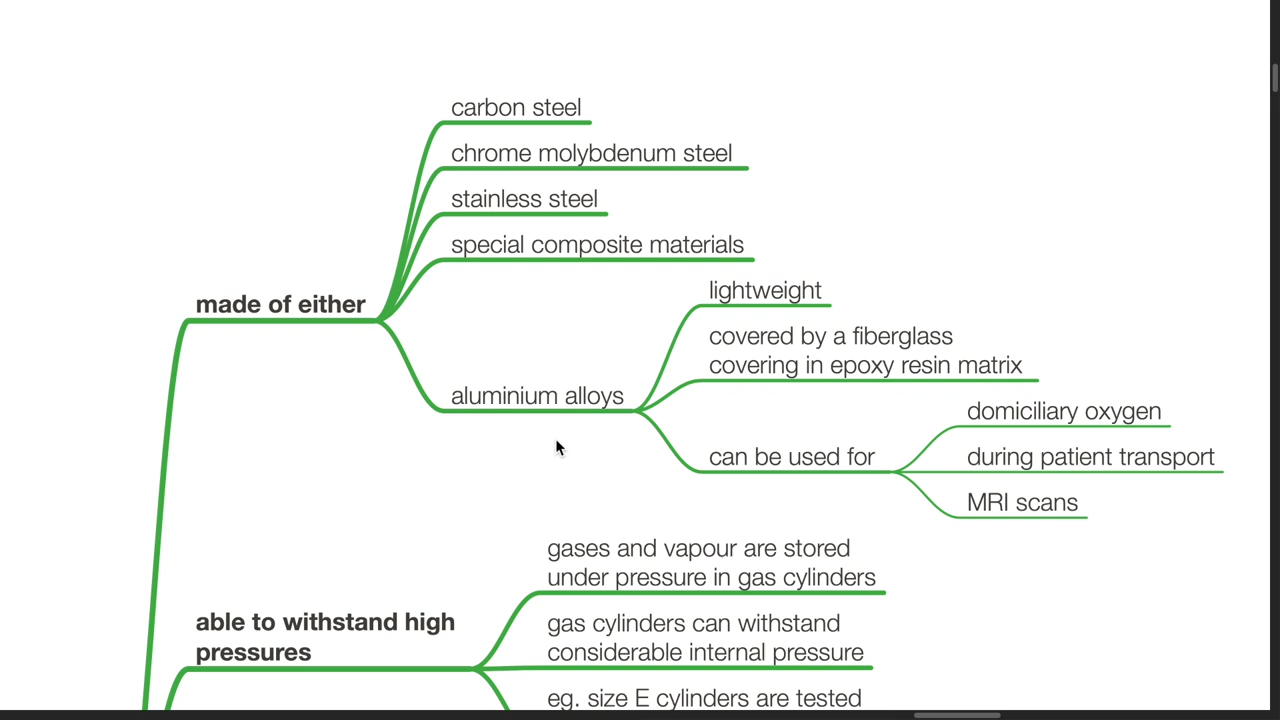 carbon steel
chrome molybdenum steel
stainless steel
special composite materials
made of either
aluminium alloys
lightweight
covered by a fiberglass
covering in epoxy resin matrix
can be used for
domiciliary oxygen
during patient transport
MRI scans
able to withstand high
pressures
gases and vapour are stored
under pressure in gas cylinders
gas cylinders can withstand
considerable internal pressure
eg. size E cylinders are tested